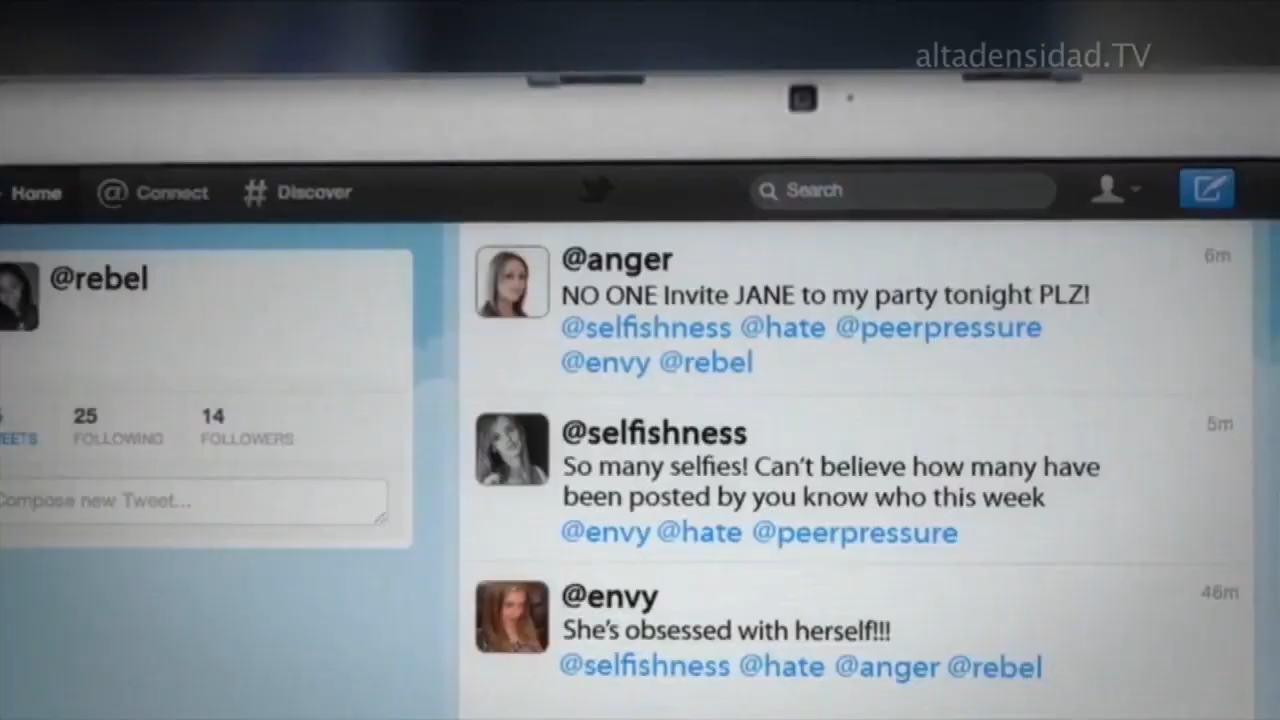 altadensidad.TV
Home @ Connect # Discover Search
@rebel
25 14
FOLLOWING FOLLOWERS
Compose new Tweet...
@anger 6m
NO ONE Invite JANE to my party tonight PLZ!
@selfishness @hate @peerpressure
@envy @rebel
@selfishness 5m
So many selfies! Can't believe how many have
been posted by you know who this week
@envy @hate @peerpressure
@envy 46m
She's obsessed with herself!!!
@selfishness @hate @anger @rebel